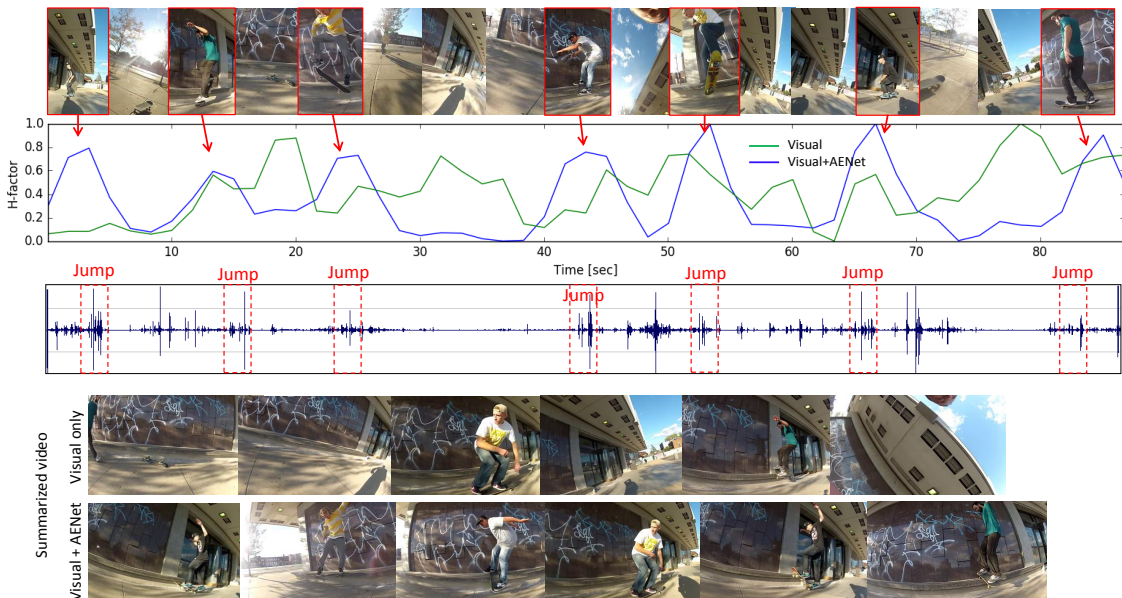 1.0
0.8
0.6
0.4
0.2
0.0
H-factor
Visual
Visual+AENet
10 20 30 40 50 60 70 80
Time [sec]
Jump Jump Jump Jump Jump Jump Jump
Summarized video
Visual only
Visual + AENet